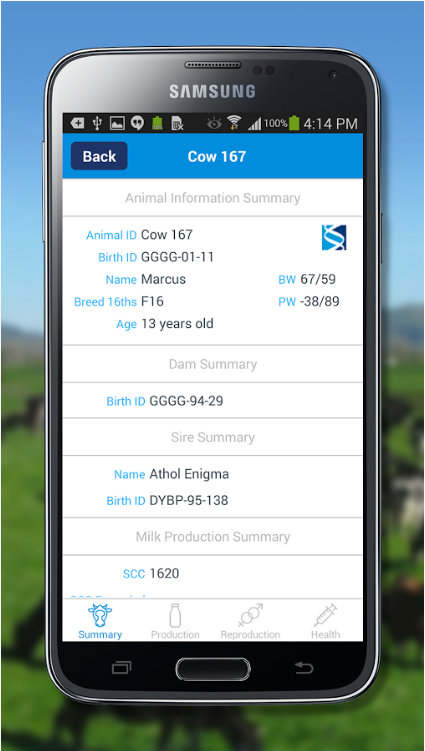 SAMSUNG
100% 4:14 PM
Back Cow 167
Animal Information Summary
Animal ID Cow 167
Birth ID GGGG-01-11
Name Marcus BW 67/59
Breed 16ths F16 PW -38/89
Age 13 years old
Dam Summary
Birth ID GGGG-94-29
Sire Summary
Name Athol Enigma
Birth ID DYBP-95-138
Milk Production Summary
SCC 1620
Summary Production Reproduction Health